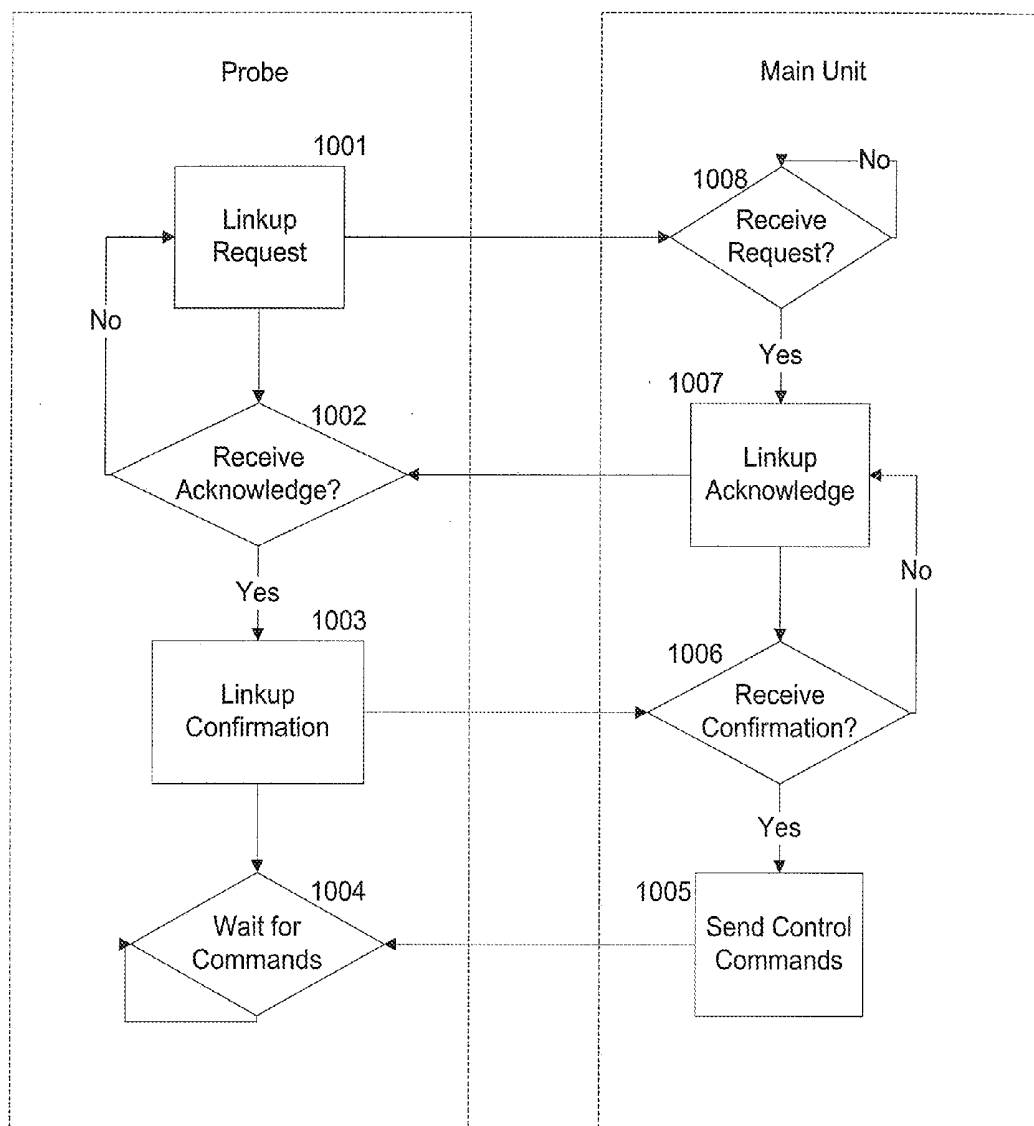 Probe
Main Unit
1001
Linkup
Request
1008
No
Receive
Request?
No
Yes
1002
Receive
Acknowledge?
1007
Linkup
Acknowledge
No
Yes
1003
Linkup
Confirmation
1006
Receive
Confirmation?
Yes
1004
Wait for
Commands
1005
Send Control
Commands